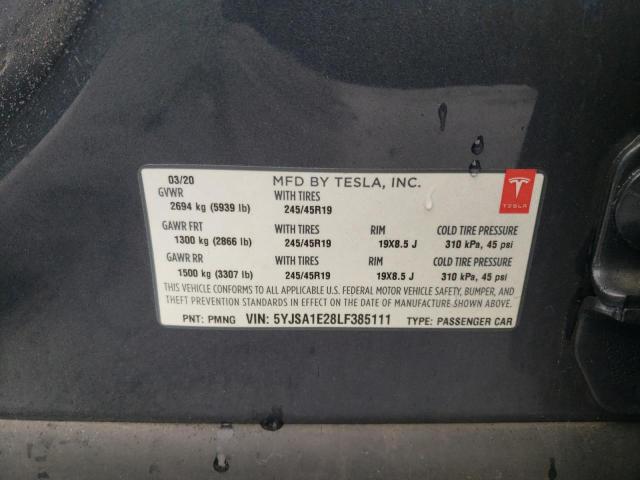 03/20 MFD BY TESLA, INC.
GVWR WITH TIRES
2694 kg (5939 lb) 245/45R19 TESLA
GAWR FRT WITH TIRES RIM COLD TIRE PRESSURE
1300 kg (2866 lb) 245/45R19 19X8.5 J 310 kPa, 45 psi
GAWR RR WITH TIRES RIM COLD TIRE PRESSURE
1500 kg (3307 lb) 245/45R19 19X8.5 J 310 kPa, 45 psi
THIS VEHICLE CONFORMS TO ALL APPLICABLE U.S. FEDERAL MOTOR VEHICLE SAFETY, BUMPER, AND
THEFT PREVENTION STANDARDS IN EFFECT ON THE DATE OF MANUFACTURE SHOWN ABOVE.
PNT: PMNG VIN: 5YJSA1E28LF385111 TYPE: PASSENGER CAR